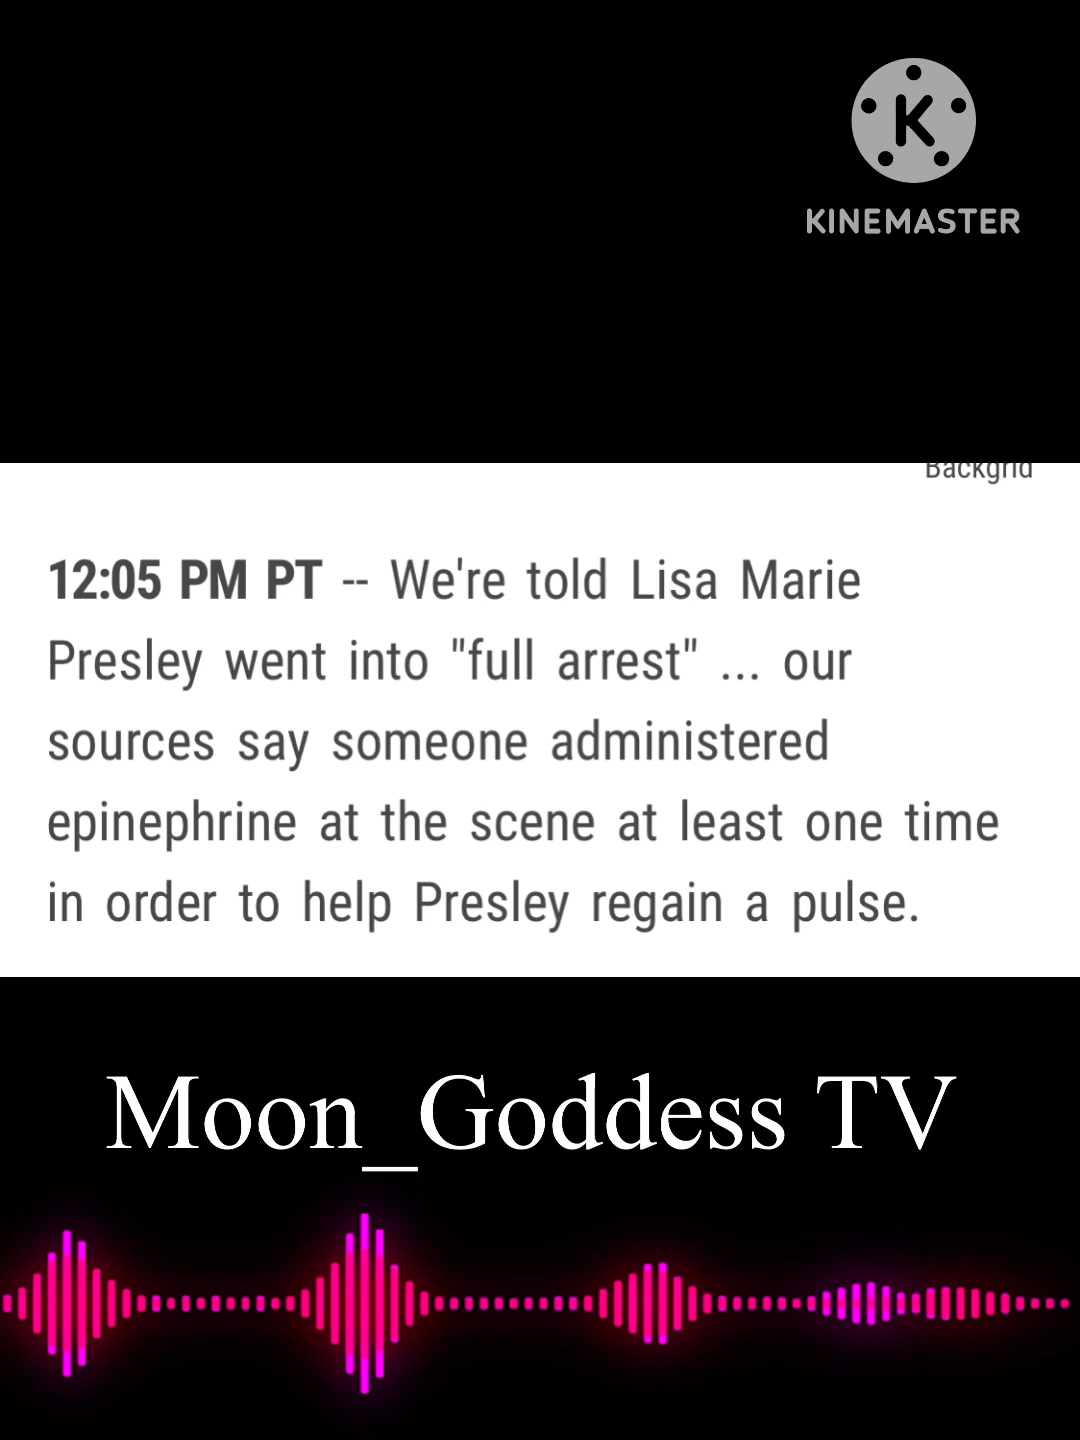 K
KINEMASTER
Backgrid
12:05 PM PT -- We're told Lisa Marie
Presley went into "full arrest" ... our
sources say someone administered
epinephrine at the scene at least one time
in order to help Presley regain a pulse.
Moon_Goddess TV